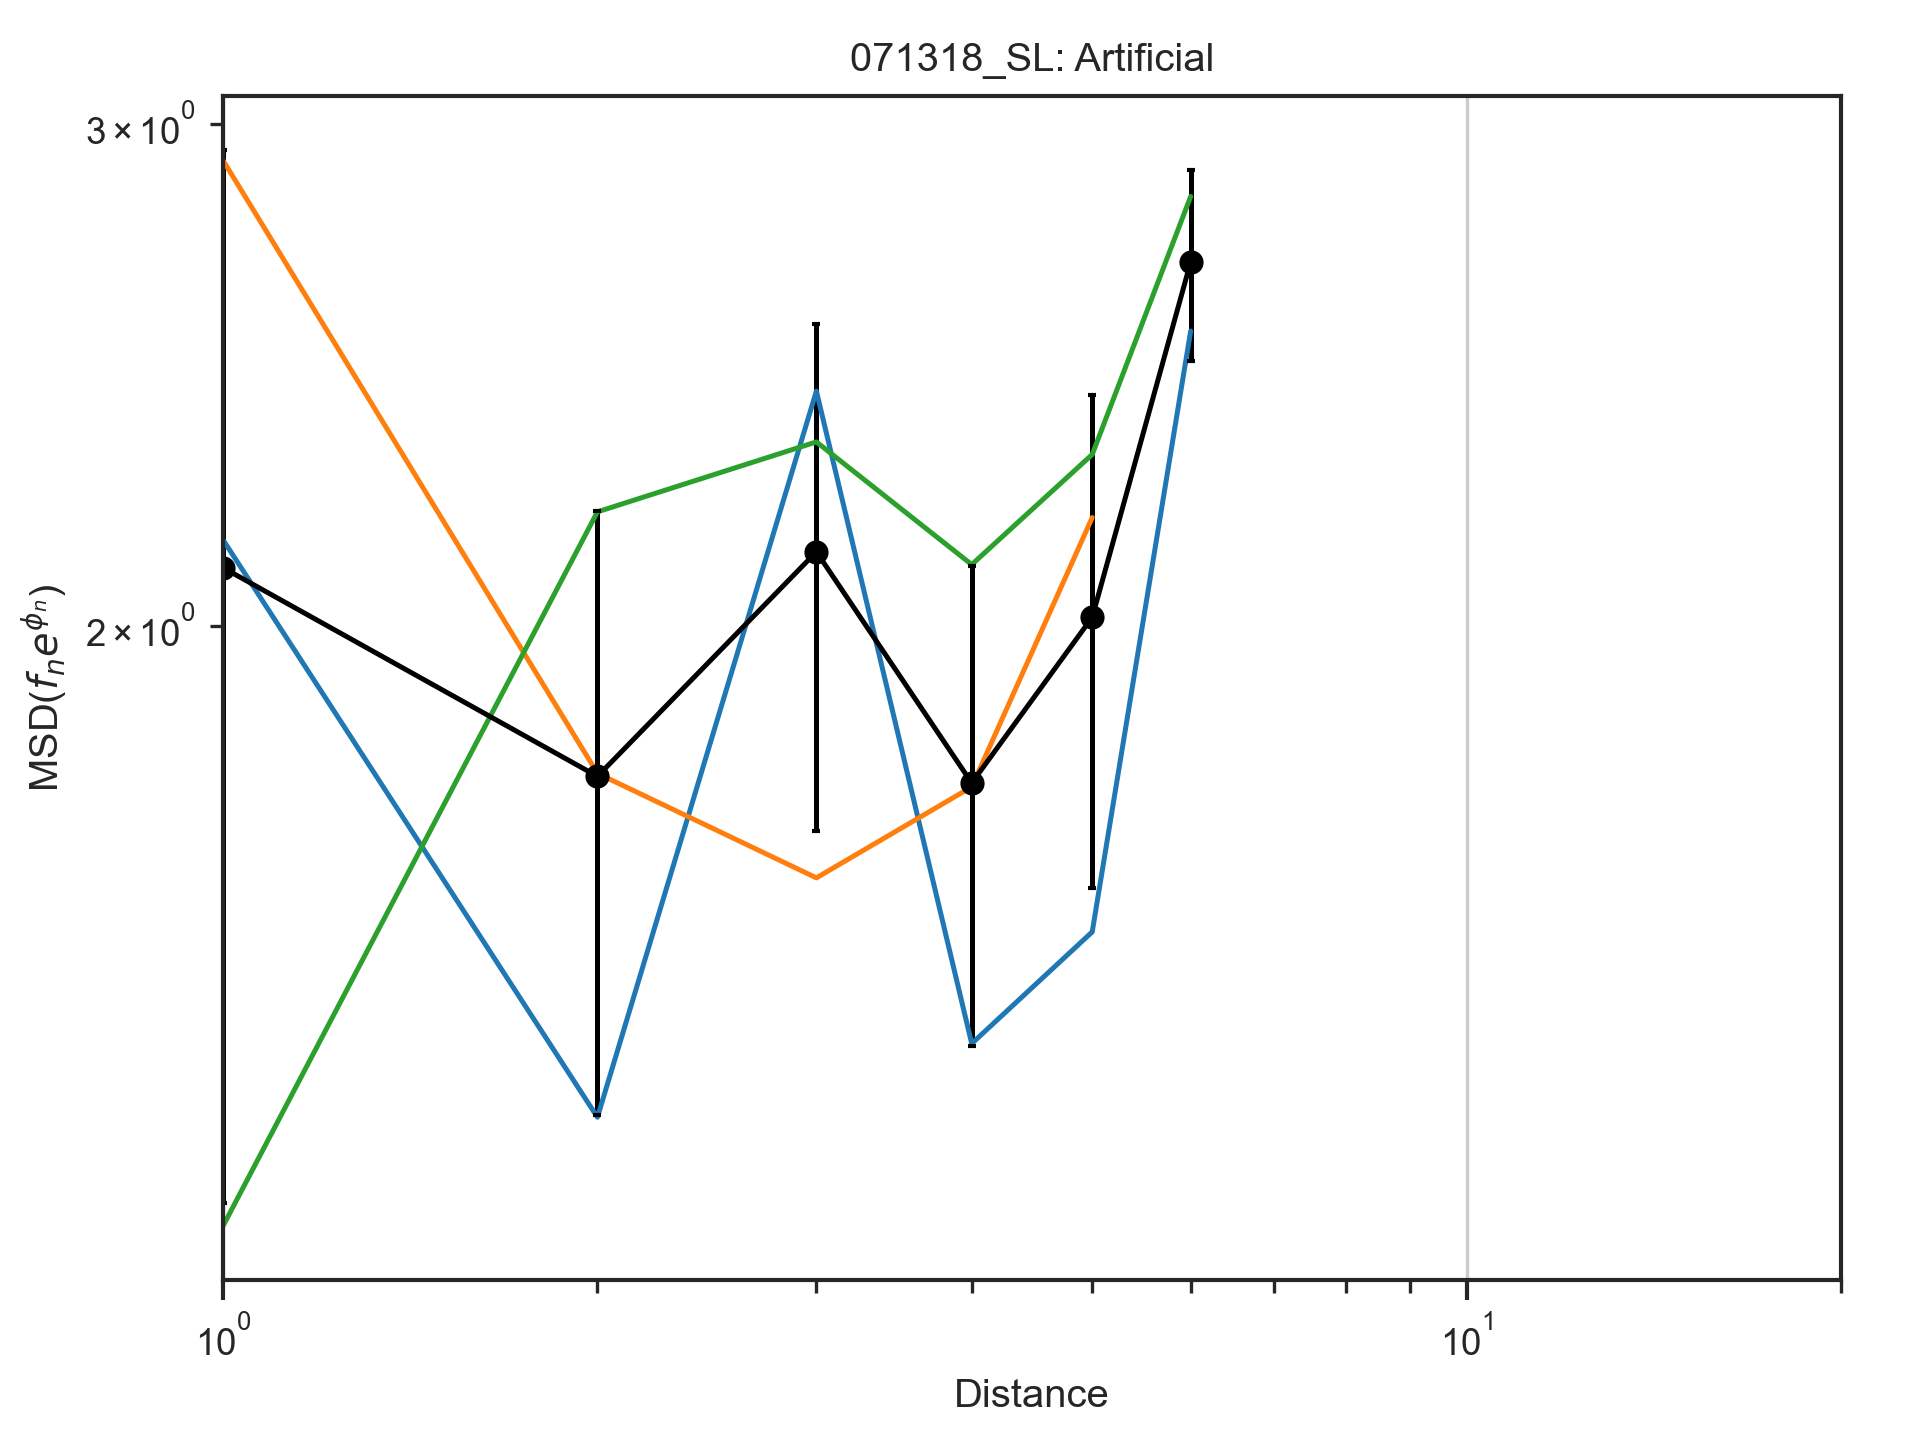 071318_SL: Artificial
3 × 10⁰
2 × 10⁰
MSD(fₙe^ϕₙ)
10⁰
10¹
Distance